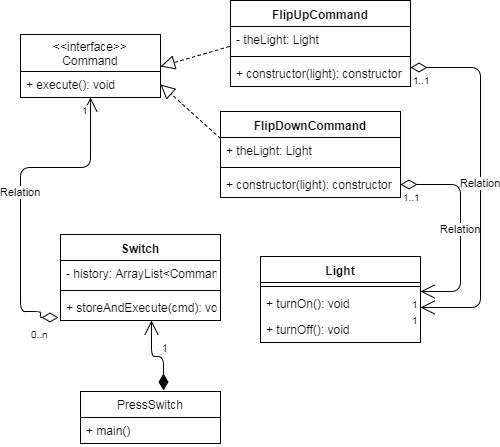 <<interface>>
Command
+ execute(): void
FlipUpCommand
- theLight: Light
+ constructor(light): constructor
1..1
1
FlipDownCommand
+ theLight: Light
+ constructor(light): constructor
1..1
Relation
Relation
Relation
Switch
- history: ArrayList<Comman
+ storeAndExecute(cmd): vo
0..n
Light
+ turnOn(): void
+ turnOff(): void
1
1
1
PressSwitch
+ main()